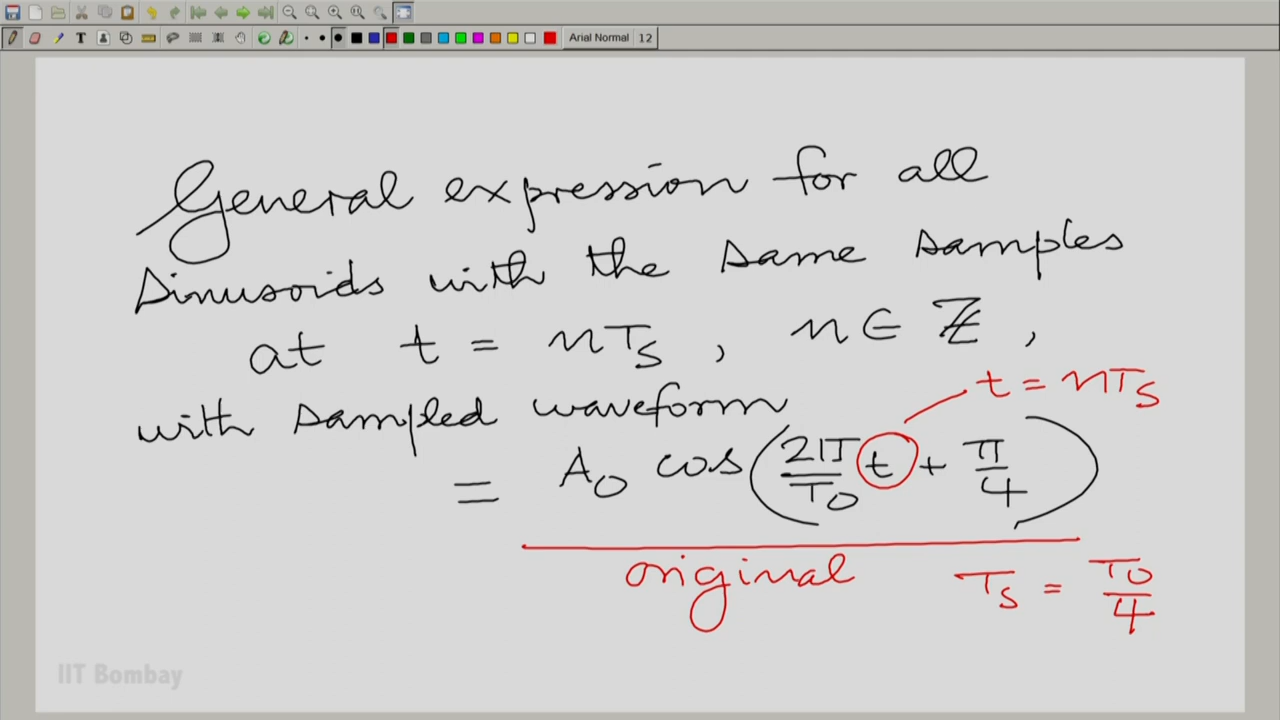 Arial Normal 12
General expression for all
sinusoids with the same samples
at t = nTs , n ∈ ℤ ,
with sampled waveform
t = nTs
= A₀ cos(2π/T₀ t + π/4)
original
Ts = T₀/4
IIT Bombay